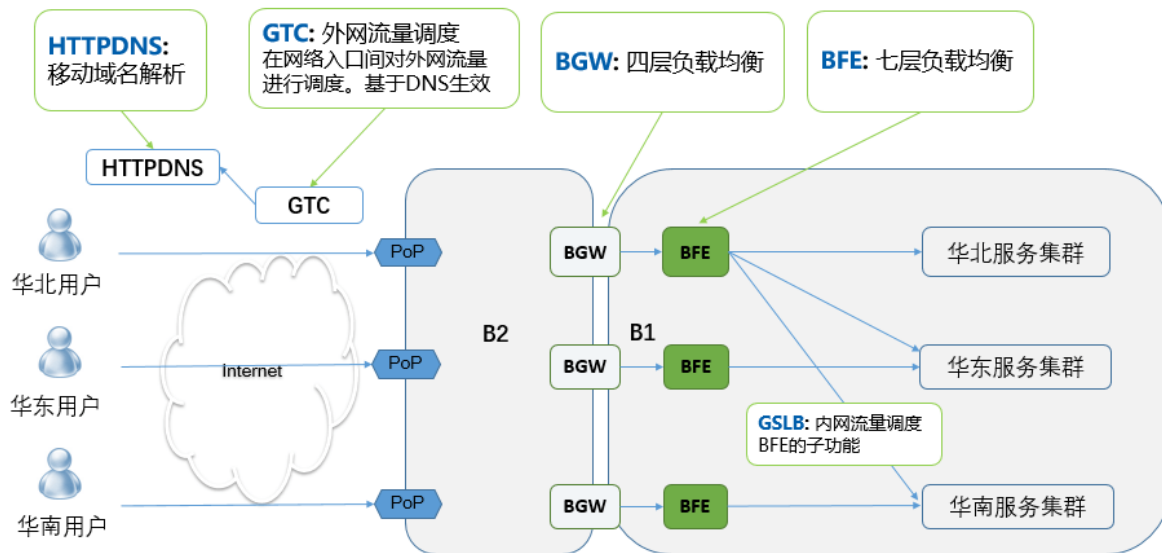 HTTPDNS:
移动域名解析
GTC: 外网流量调度
在网络入口间对外网流量
进行调度。基于DNS生效
BGW: 四层负载均衡
BFE: 七层负载均衡
HTTPDNS
GTC
华北用户
PoP
BGW
BFE
华北服务集群
B2
B1
Internet
华东用户
PoP
BGW
BFE
华东服务集群
GSLB: 内网流量调度
BFE的子功能
华南用户
PoP
BGW
BFE
华南服务集群